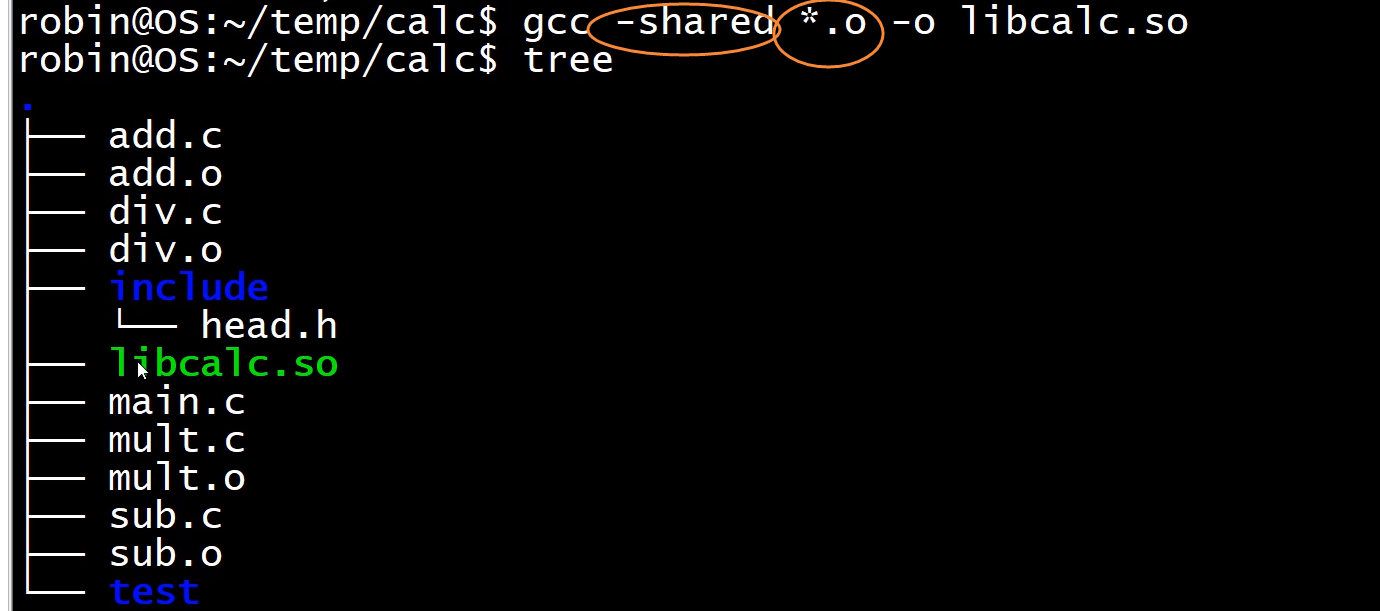 robin@OS:~/temp/calc$ gcc -shared *.o -o libcalc.so
robin@OS:~/temp/calc$ tree
.
├── add.c
├── add.o
├── div.c
├── div.o
├── include
│   └── head.h
├── libcalc.so
├── main.c
├── mult.c
├── mult.o
├── sub.c
├── sub.o
└── test